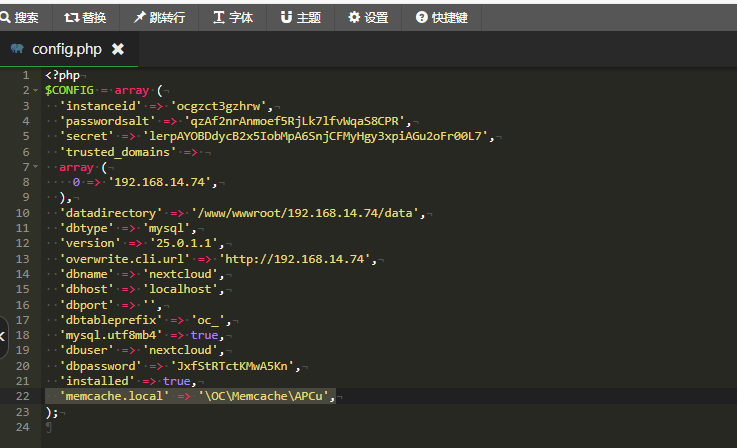 搜索 替换 跳转行 字体 主题 设置 快捷键
config.php
1 <?php
2 $CONFIG = array (
3 'instanceid' => 'ocgzct3gzhrw',
4 'passwordsalt' => 'qzAf2nrAnmoef5RjLk7lfvWqaS8CPR',
5 'secret' => 'lerpAYOBDdycB2x5IobMpA6SnjCFMyHgy3xpiAGu2oFr00L7',
6 'trusted_domains' =>
7 array (
8 0 => '192.168.14.74',
9 ),
10 'datadirectory' => '/www/wwwroot/192.168.14.74/data',
11 'dbtype' => 'mysql',
12 'version' => '25.0.1.1',
13 'overwrite.cli.url' => 'http://192.168.14.74',
14 'dbname' => 'nextcloud',
15 'dbhost' => 'localhost',
16 'dbport' => '',
17 'dbtableprefix' => 'oc_',
18 'mysql.utf8mb4' => true,
19 'dbuser' => 'nextcloud',
20 'dbpassword' => 'JxfStRTctKMwA5Kn',
21 'installed' => true,
22 'memcache.local' => '\OC\Memcache\APCu',
23 );
24